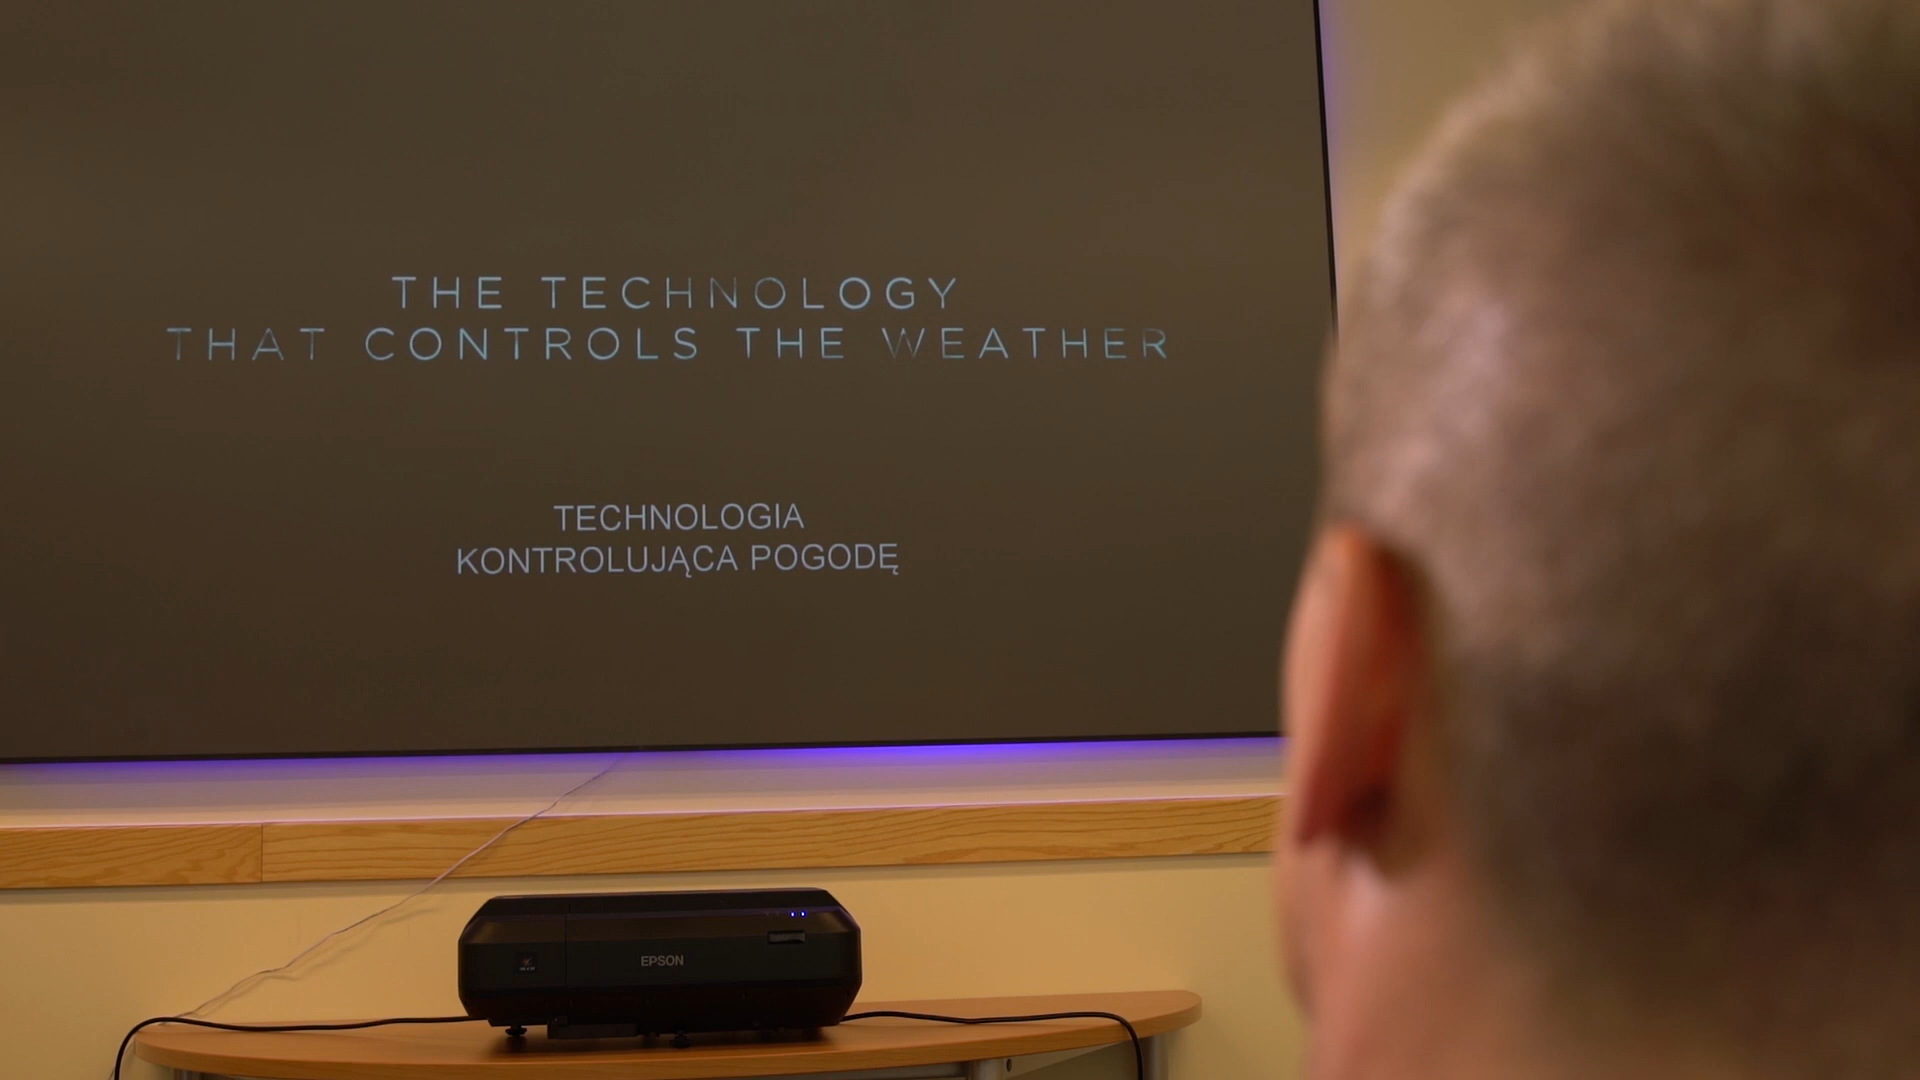 THE TECHNOLOGY
THAT CONTROLS THE WEATHER
TECHNOLOGIA
KONTROLUJĄCA POGODĘ
EPSON